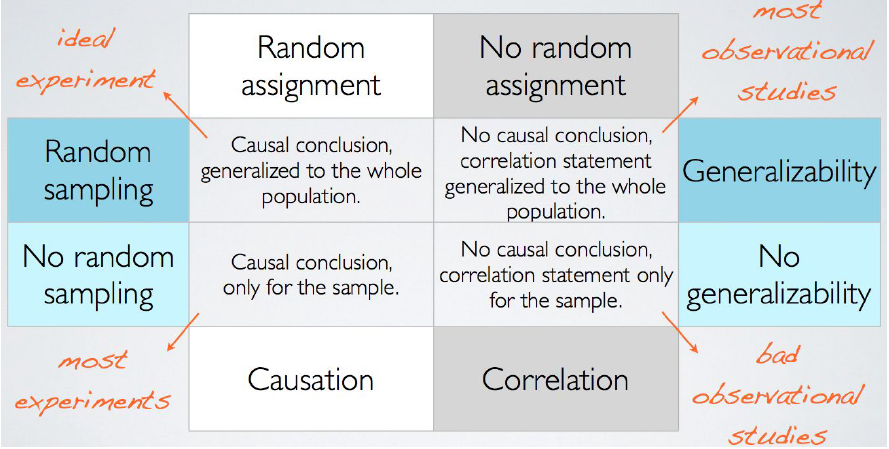 ideal
experiment
Random
assignment
No random
assignment
most
observational
studies
Random
sampling
Causal conclusion,
generalized to the whole
population.
No causal conclusion,
correlation statement
generalized to the whole
population.
Generalizability
No random
sampling
Causal conclusion,
only for the sample.
No causal conclusion,
correlation statement only
for the sample.
No
generalizability
most
experiments
Causation
Correlation
bad
observational
studies